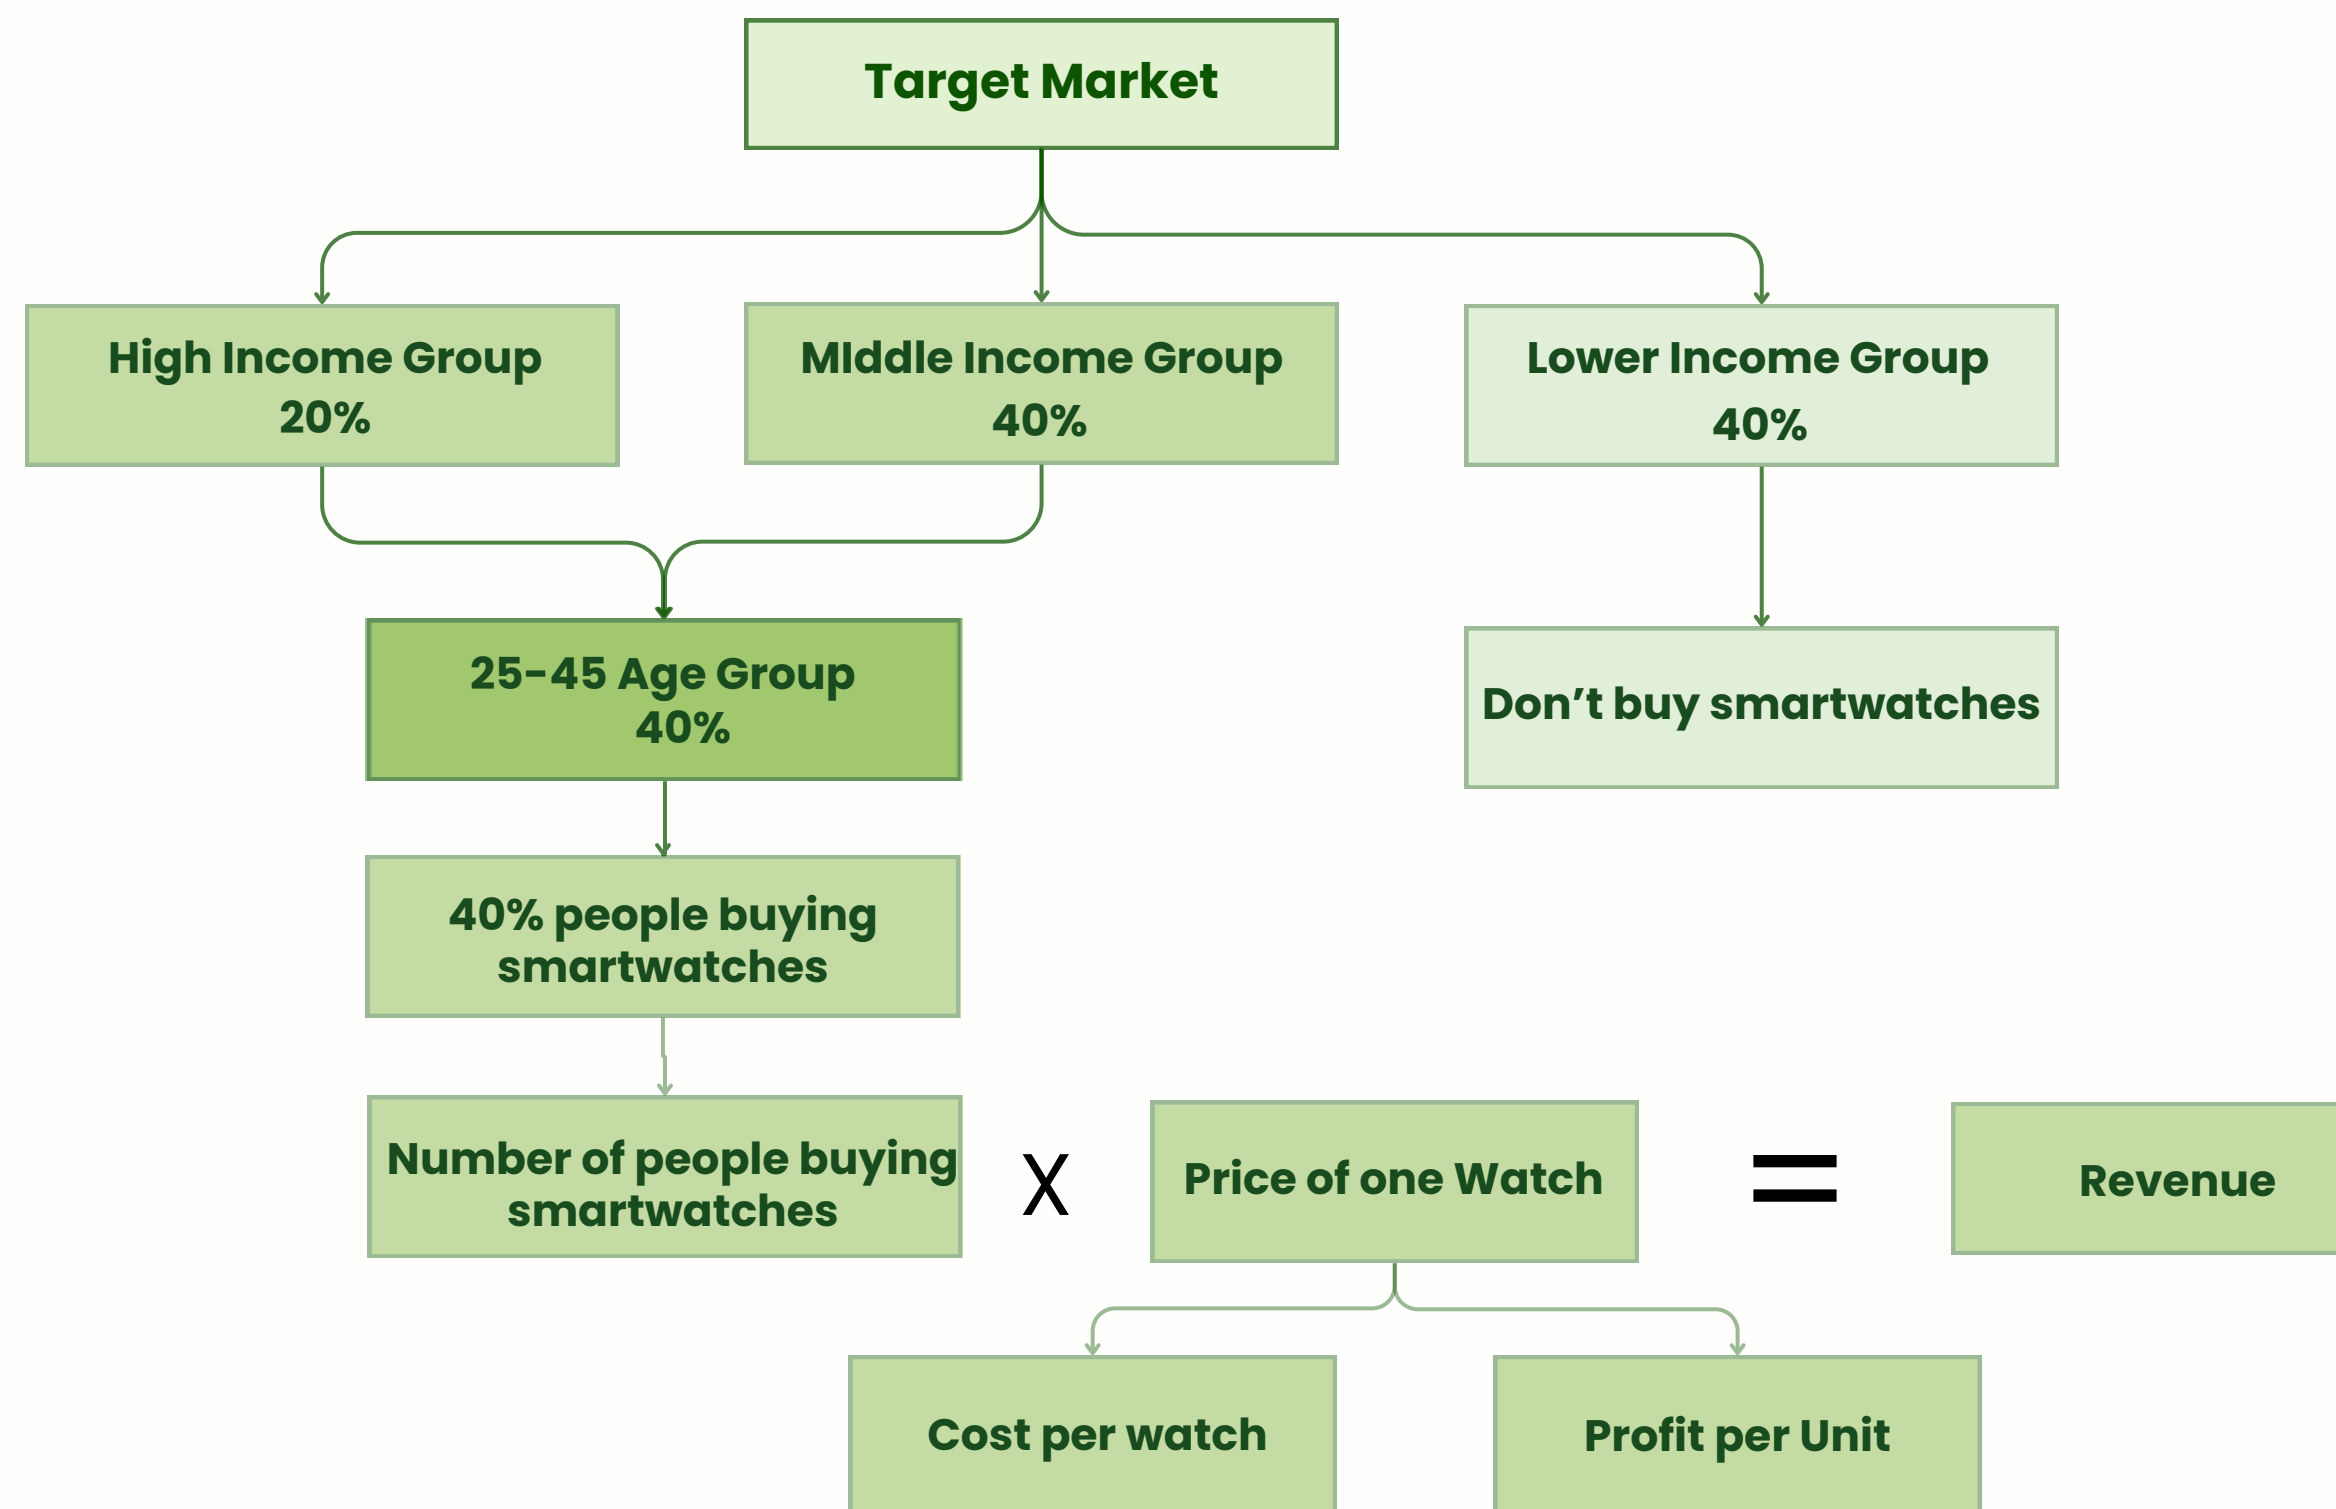 Target Market
High Income Group
20%
MIddle Income Group
40%
Lower Income Group
40%
25-45 Age Group
40%
Don’t buy smartwatches
40% people buying
smartwatches
Number of people buying
smartwatches
X
Price of one Watch
=
Revenue
Cost per watch
Profit per Unit